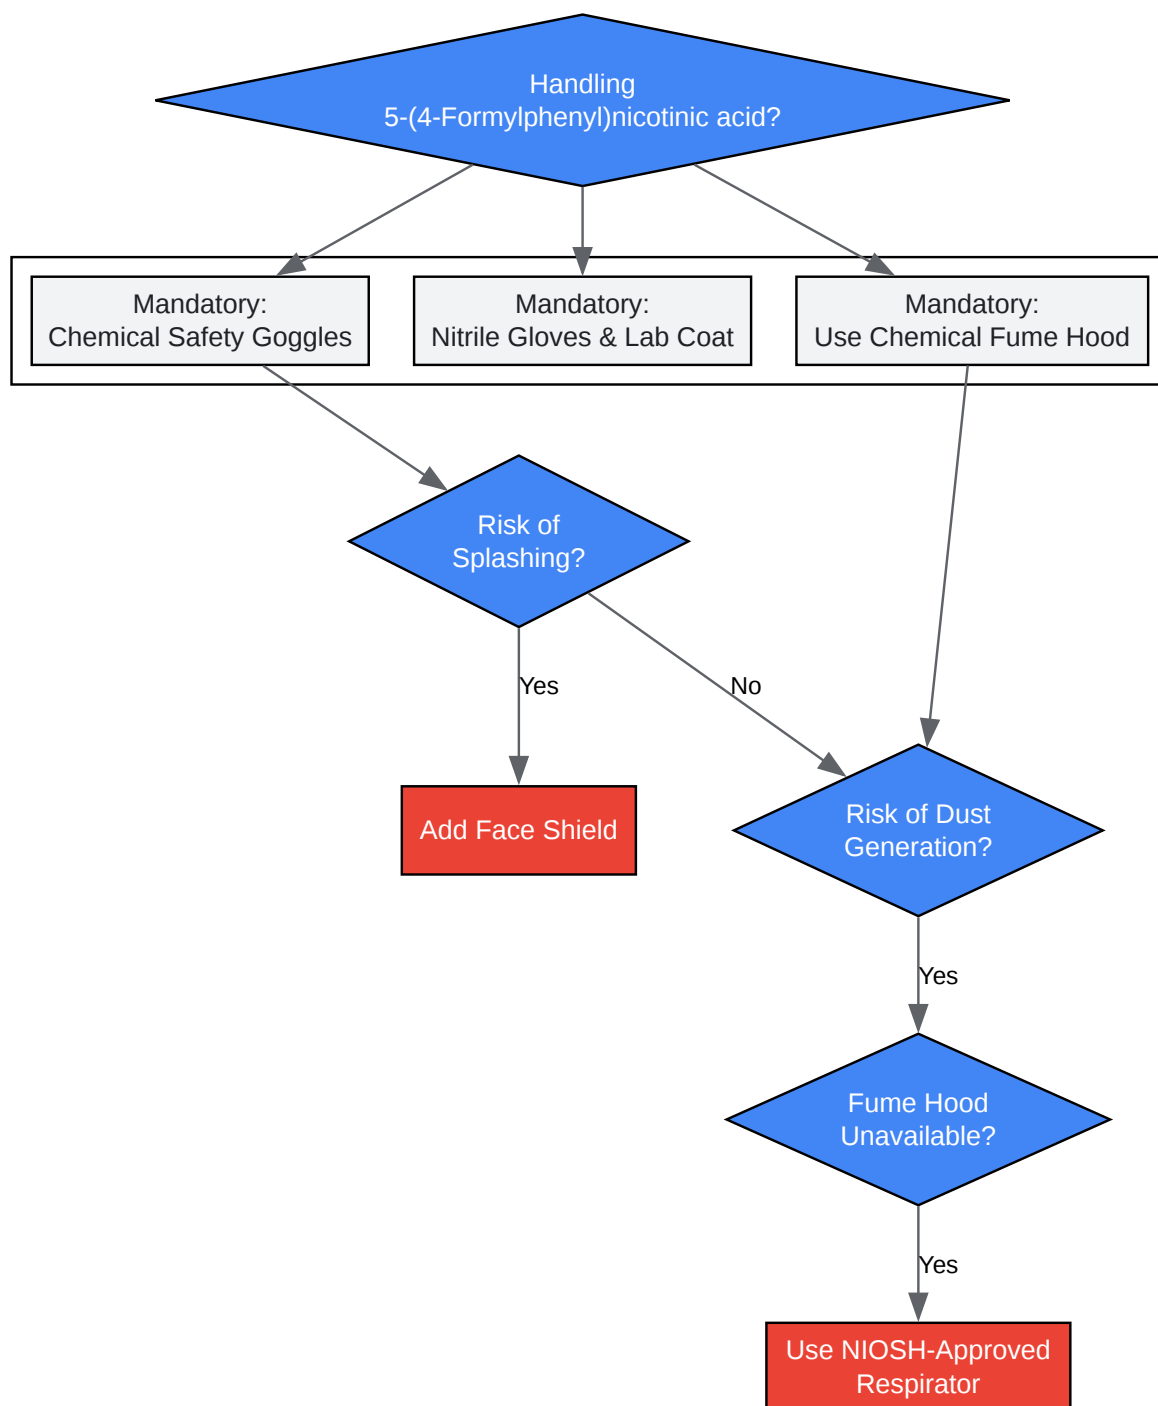 Handling
5-(4-Formylphenyl)nicotinic acid?
Mandatory:
Chemical Safety Goggles
Mandatory:
Nitrile Gloves & Lab Coat
Mandatory:
Use Chemical Fume Hood
Risk of
Splashing?
Yes
No
Add Face Shield
Risk of Dust
Generation?
Yes
Fume Hood
Unavailable?
Yes
Use NIOSH-Approved
Respirator